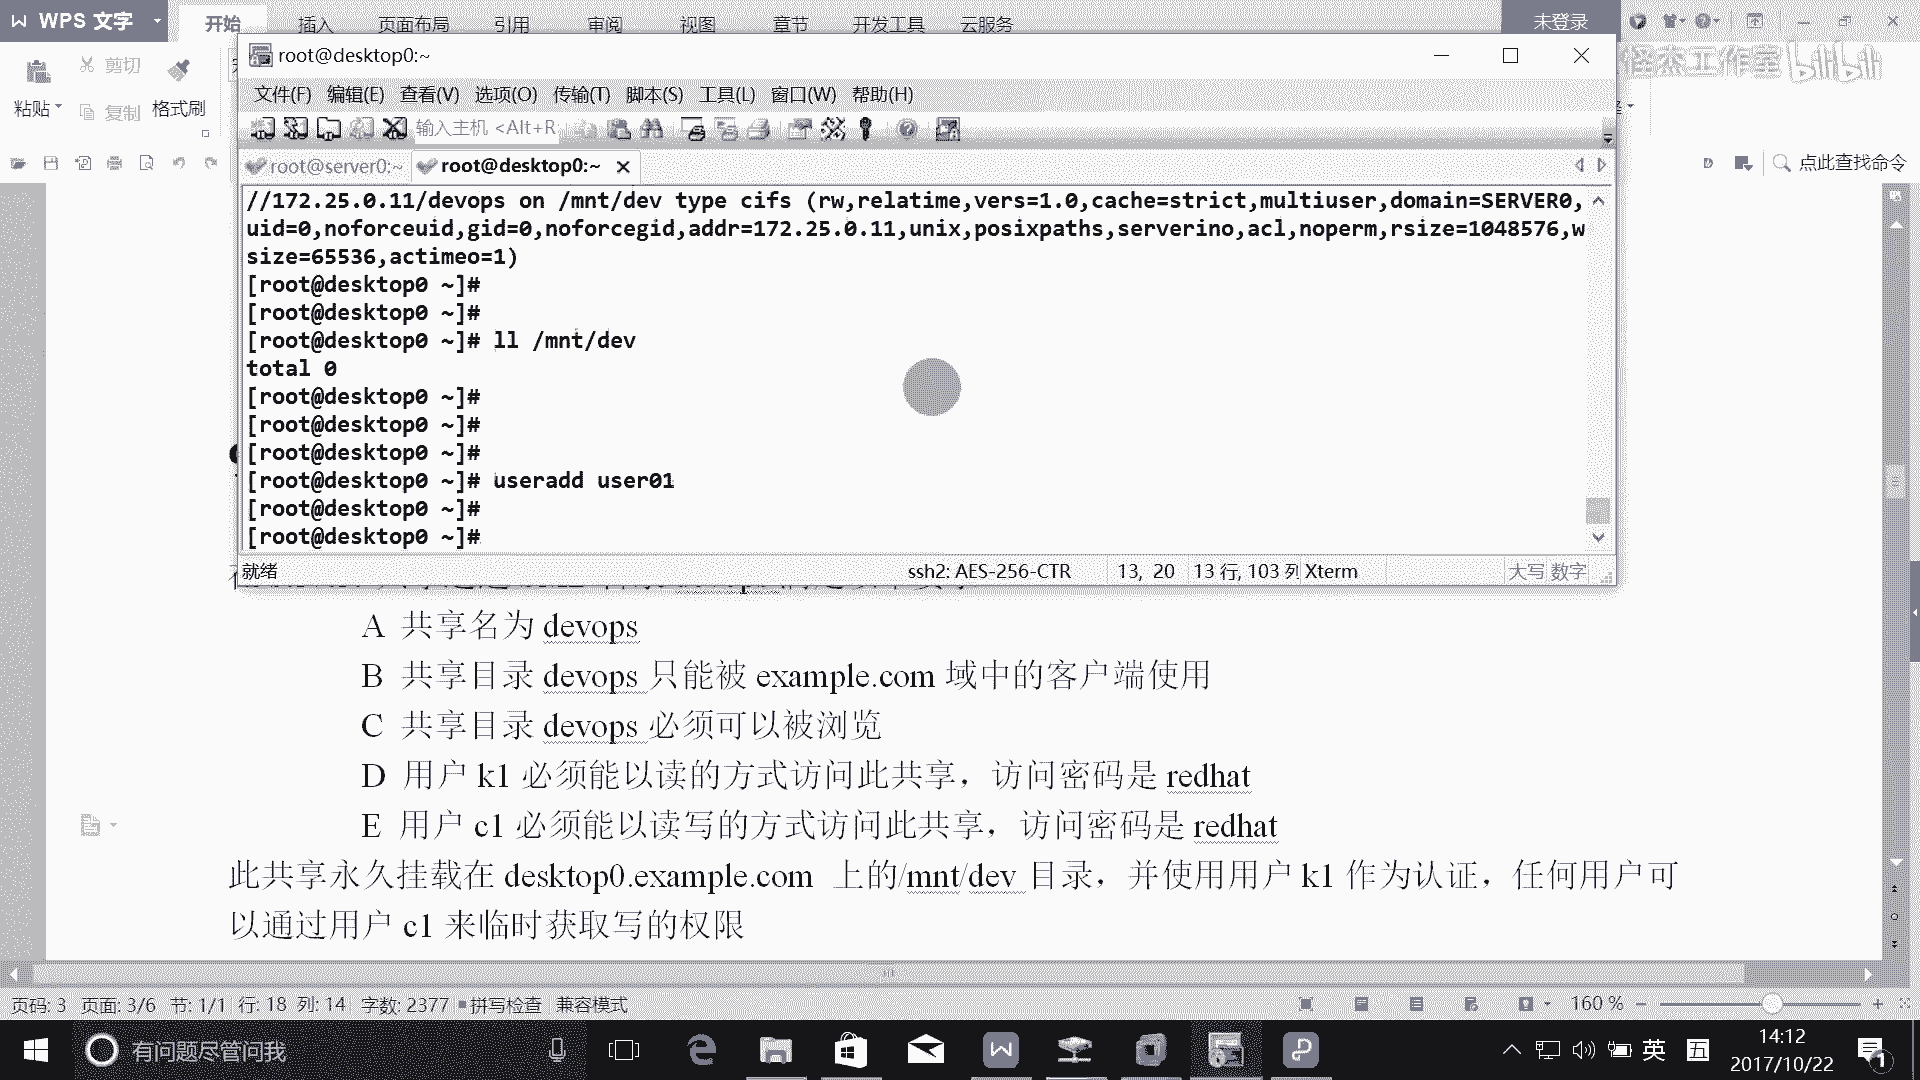 WPS 文字
开始 插入 页面布局 引用 审阅 视图 章节 开发工具 云服务 未登录
root@desktop0:~
怪杰工作室 bilibili
剪切
粘贴 复制 格式刷
文件(F) 编辑(E) 查看(V) 选项(O) 传输(T) 脚本(S) 工具(L) 窗口(W) 帮助(H)
输入主机 <Alt+R
root@server0:~ root@desktop0:~
点此查找命令
//172.25.0.11/devops on /mnt/dev type cifs (rw,relatime,vers=1.0,cache=strict,multiuser,domain=SERVER0,
uid=0,noforceuid,gid=0,noforcegid,addr=172.25.0.11,unix,posixpaths,serverino,acl,noperm,rsize=1048576,w
size=65536,actimeo=1)
[root@desktop0 ~]#
[root@desktop0 ~]#
[root@desktop0 ~]# ll /mnt/dev
total 0
[root@desktop0 ~]#
[root@desktop0 ~]#
[root@desktop0 ~]#
[root@desktop0 ~]# useradd user01
[root@desktop0 ~]#
[root@desktop0 ~]#
就绪 ssh2: AES-256-CTR 13, 20 13 行, 103 列 Xterm 大写 数字
A 共享名为 devops
B 共享目录 devops 只能被 example.com 域中的客户端使用
C 共享目录 devops 必须可以被浏览
D 用户 k1 必须能以读的方式访问此共享，访问密码是 redhat
E 用户 c1 必须能以读写的方式访问此共享，访问密码是 redhat
此共享永久挂载在 desktop0.example.com 上的/mnt/dev 目录，并使用用户 k1 作为认证，任何用户可
以通过用户 c1 来临时获取写的权限
页码: 3 页面: 3/6 节: 1/1 行: 18 列: 14 字数: 2377 拼写检查 兼容模式 160 %
有问题尽管问我 英 五 14:12
2017/10/22 1